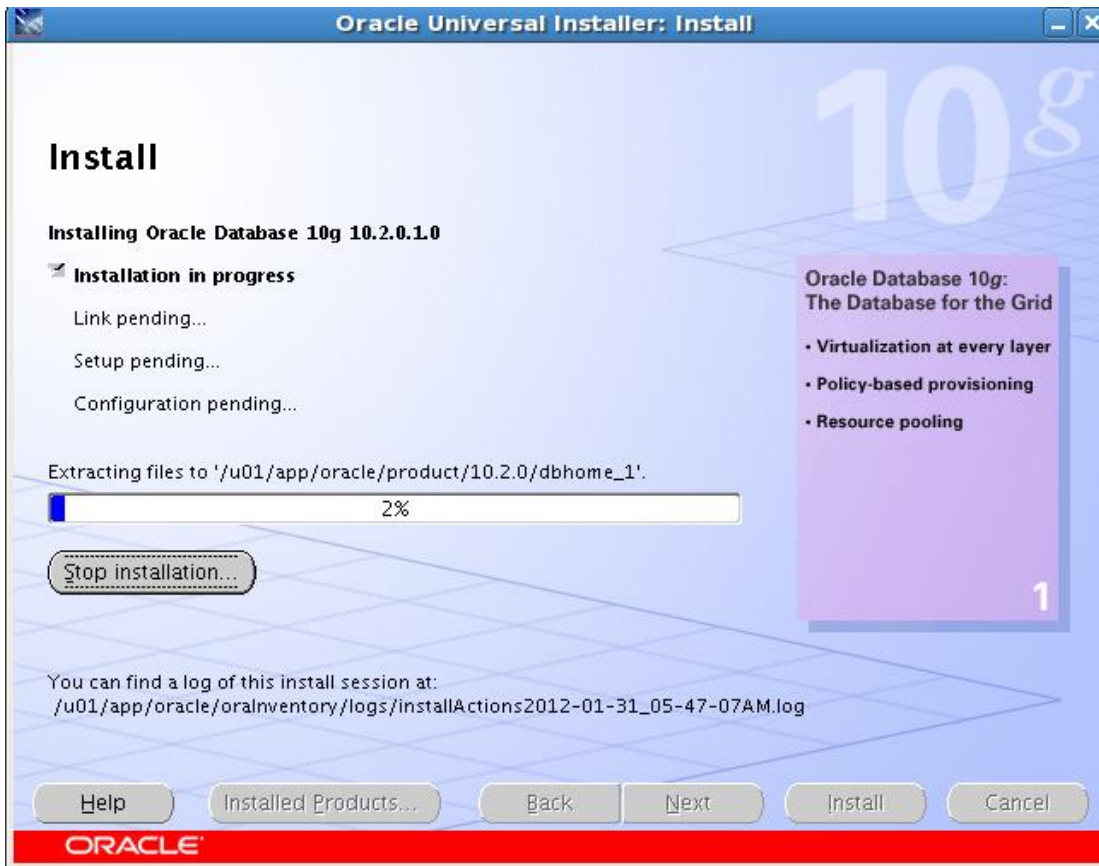 Oracle Universal Installer: Install
10g
Install
Installing Oracle Database 10g 10.2.0.1.0
Installation in progress
Link pending...
Setup pending...
Configuration pending...
Extracting files to '/u01/app/oracle/product/10.2.0/dbhome_1'.
2%
Stop installation...
Oracle Database 10g:
The Database for the Grid
• Virtualization at every layer
• Policy-based provisioning
• Resource pooling
1
You can find a log of this install session at:
/u01/app/oracle/oraInventory/logs/installActions2012-01-31_05-47-07AM.log
Help Installed Products... Back Next Install Cancel
ORACLE